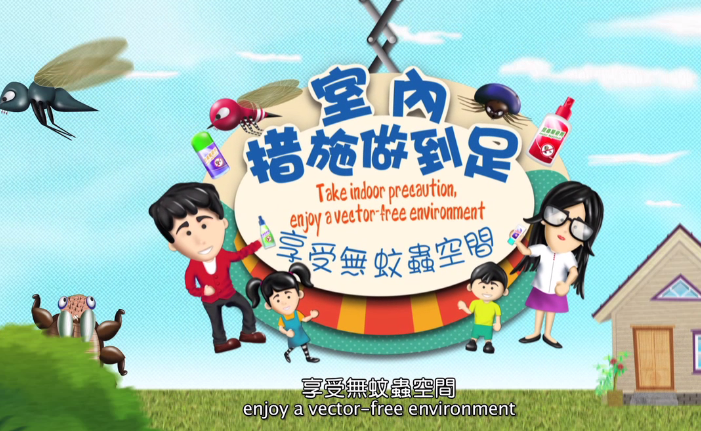 室內
措施做到足
Take indoor precaution,
enjoy a vector-free environment
享受無蚊蟲空間
享受無蚊蟲空間
enjoy a vector-free environment